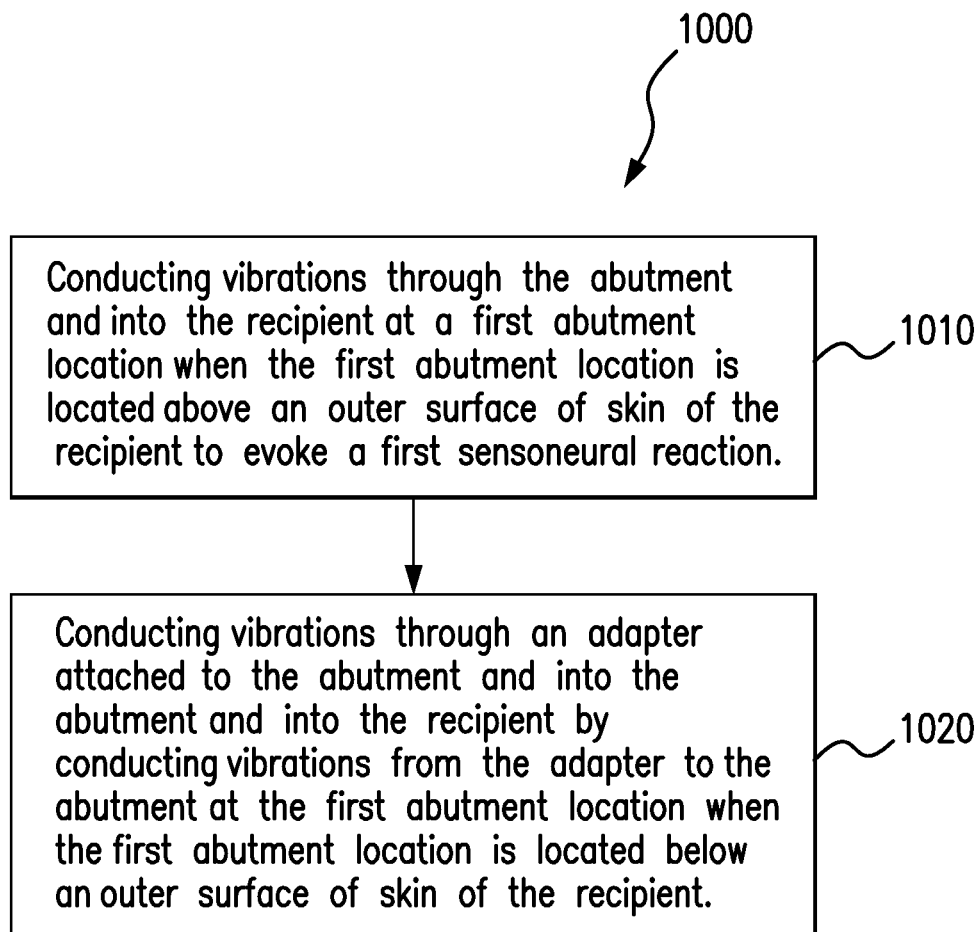 1000
Conducting vibrations through the abutment
and into the recipient at a first abutment
location when the first abutment location is
located above an outer surface of skin of the
recipient to evoke a first sensoneural reaction.
1010
Conducting vibrations through an adapter
attached to the abutment and into the
abutment and into the recipient by
conducting vibrations from the adapter to the
abutment at the first abutment location when
the first abutment location is located below
an outer surface of skin of the recipient.
1020